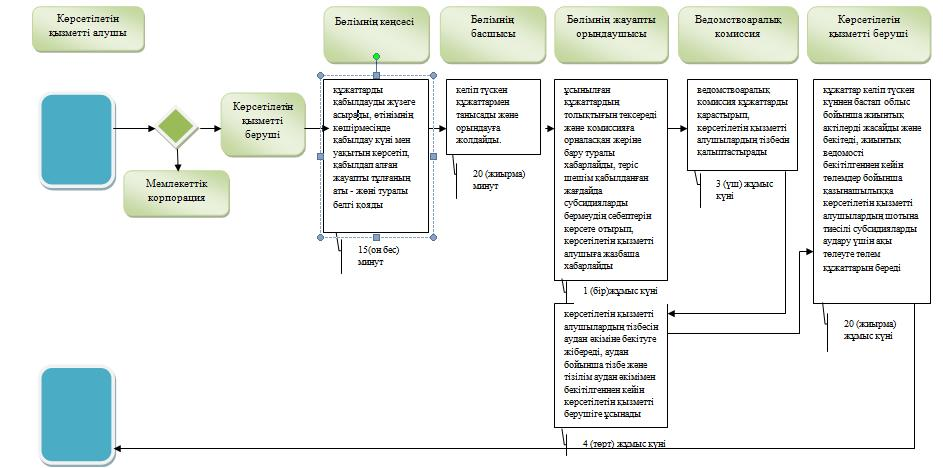 Көрсетілетін
қызметті алушы
Бөлімнің кеңсесі
Бөлімнің
басшысы
Бөлімнің жауапты
орындаушысы
Ведомствоаралық
комиссия
Көрсетілетін
қызметті беруші
Көрсетілетін
қызметті
беруші
Мемлекеттік
корпорация
құжаттарды
қабылдауды жүзеге
асырады, өтінімнің
көшірмесінде
қабылдау күні мен
уақытын көрсетіп,
қабылдап алған
жауапты тұлғаның
аты - жөні туралы
белгі қояды
15(он бес)
минут
келіп түскен
құжаттармен
танысады және
орындауға
жолдайды.
20 (жиырма)
минут
ұсынылған
құжаттардың
толықтығын тексереді
және комиссияға
орналасқан жеріне
бару туралы
хабарлайды, теріс
шешім қабылданған
жағдайда
субсидияларды
бермеудің себептерін
көрсете отырып,
көрсетілетін қызметті
алушыға жазбаша
хабарлайды
1 (бір)жұмыс күні
көрсетілетін қызметті
алушылардың тізбесін
аудан әкіміне бекітуге
жібереді, аудан
бойынша тізбе және
тізілім аудан әкімімен
бекітілгеннен кейін
көрсетілетін қызметті
берушіге ұсынады
4 (төрт) жұмыс күні
ведомствоаралық
комиссия құжаттарды
қарастырып,
көрсетілетін қызметті
алушылардың тізбесін
қалыптастырады
3 (үш) жұмыс
күні
құжаттар келіп түскен
күннен бастап облыс
бойынша жиынтық
актілерді жасайды және
бекітеді, жиынтық
ведомості
бекітілгеннен кейін
төлемдер бойынша
қазынашылыққа
көрсетілетін қызметті
алушылардың шотына
тиесілі субсидияларды
аудару үшін ақы
төлеуге төлем
құжаттарын береді
20 (жиырма)
жұмыс күні